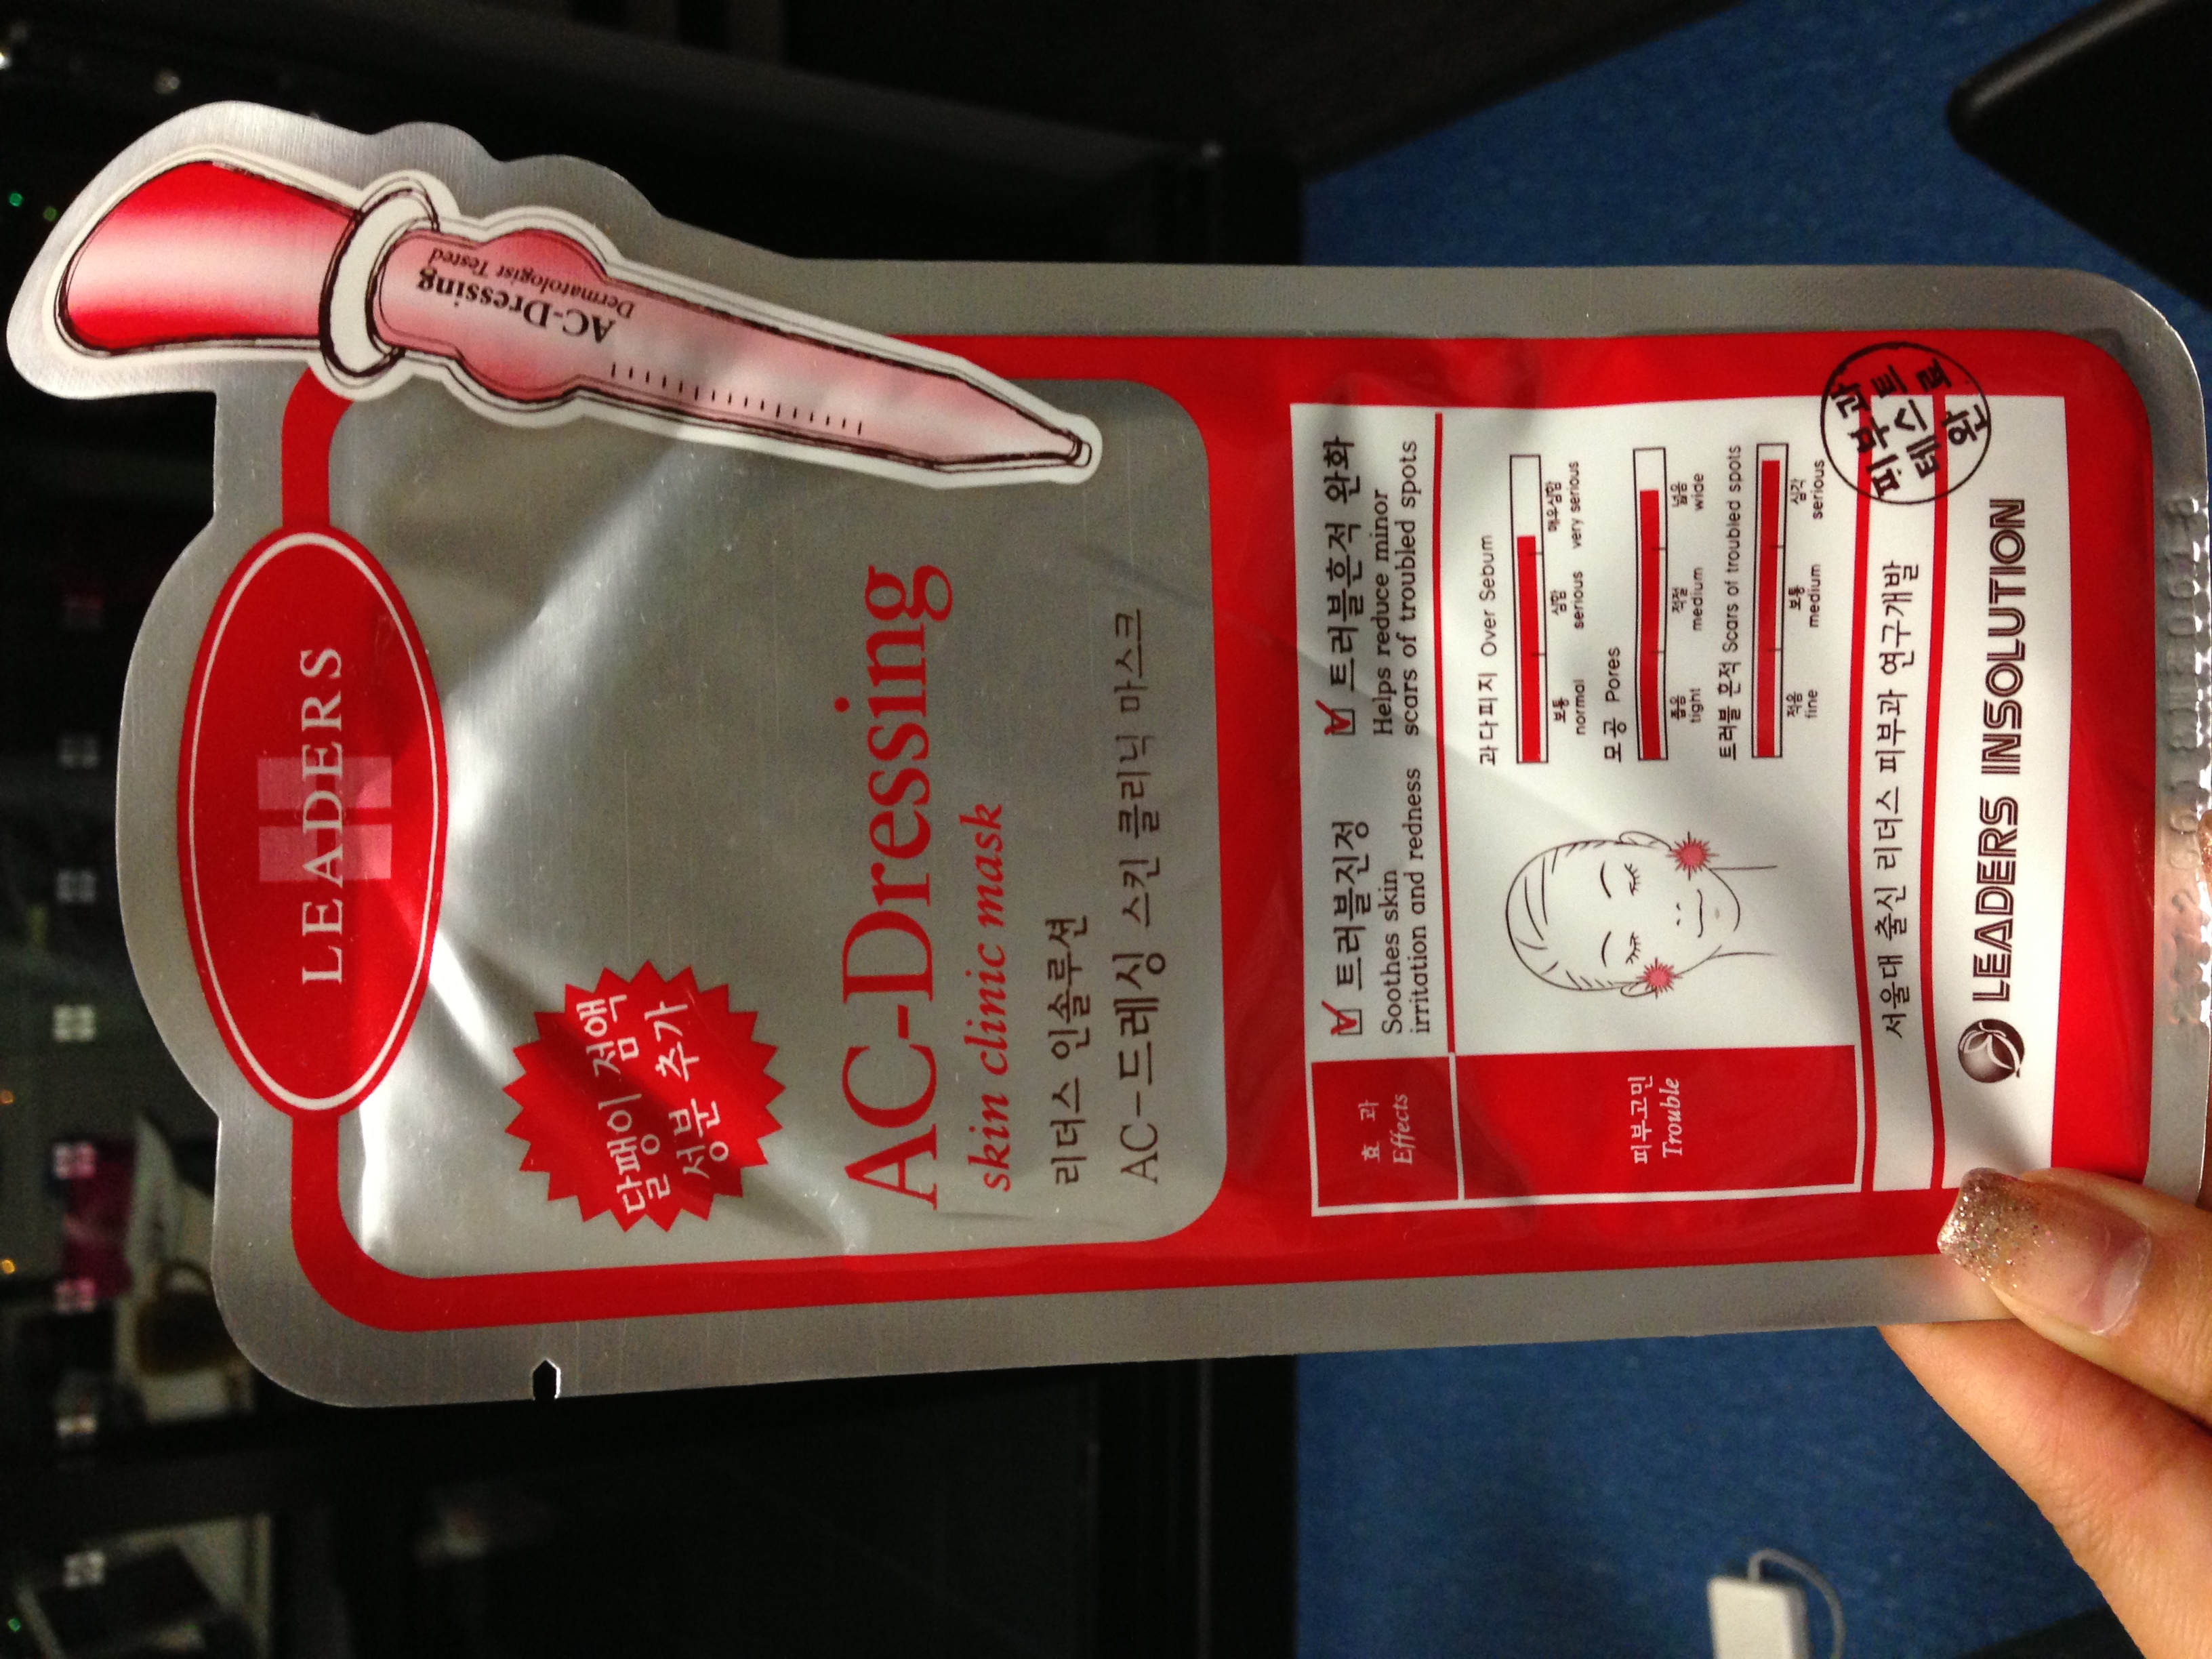 LEADERS
AC-Dressing
Dermatologist Tested
달팽이 점액
성분 추가
AC-Dressing
skin clinic mask
리더스 인솔루션
AC-드레싱 스킨 클리닉 마스크
효 과
Effects
트러블진정
Soothes skin
irritation and redness
트러블흔적 완화
Helps reduce minor
scars of troubled spots
피부고민
Trouble
과다피지 Over Sebum
보통 심함 매우심함
normal serious very serious
모공 Pores
좁음 적절 넓음
tight medium wide
트러블 흔적 Scars of troubled spots
적음 보통 심각
fine medium serious
서울대 출신 리더스 피부과 연구개발
피부과
테스트
완료
LEADERS INSOLUTION